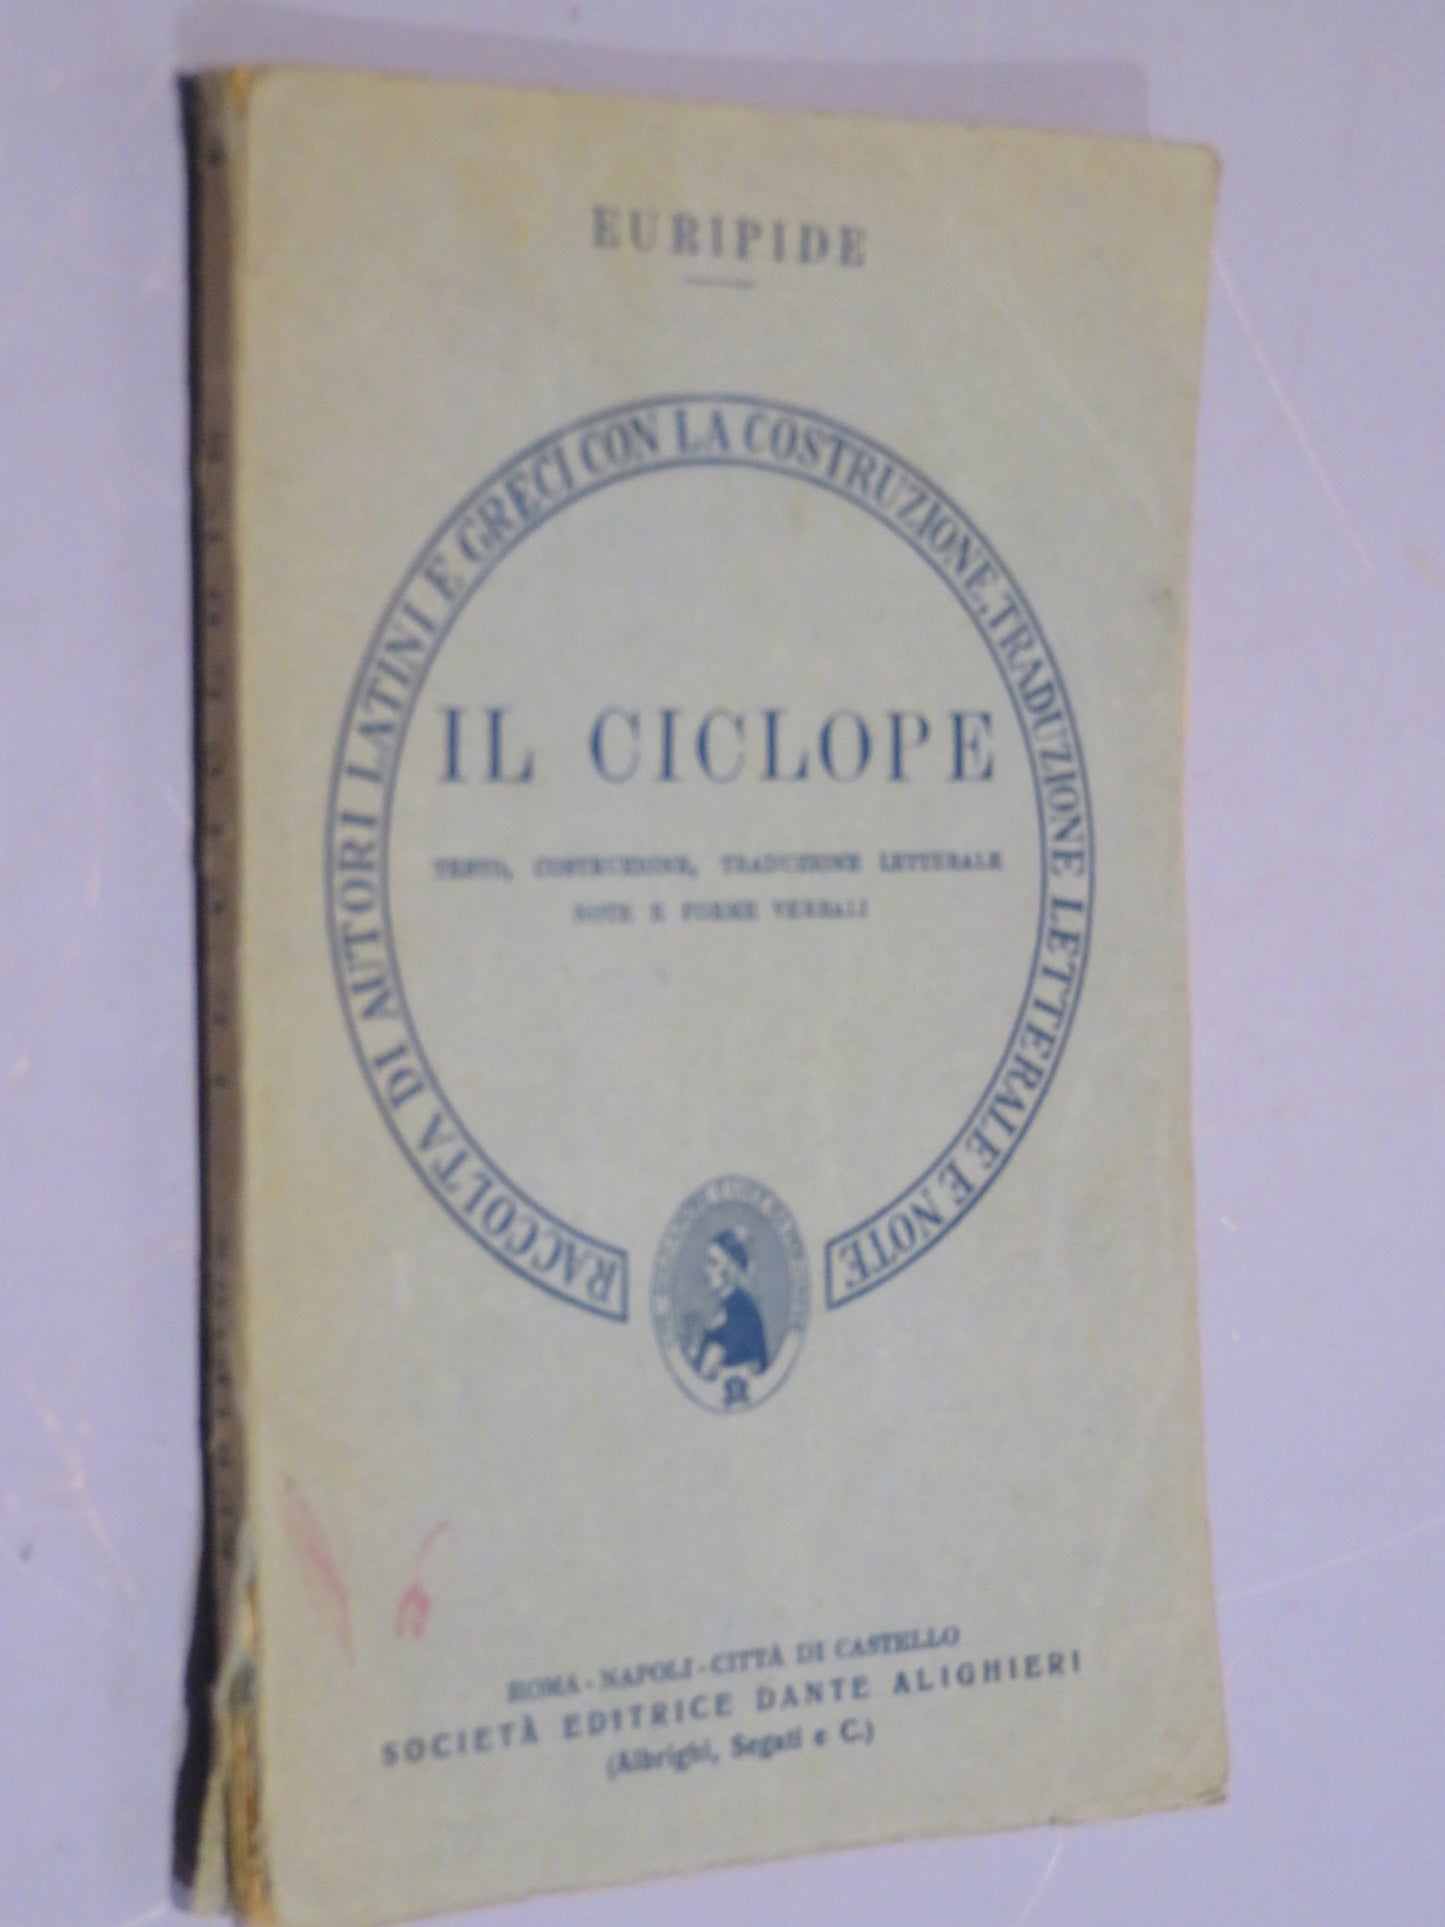 EURIPIDE
RACCOLTA DI AUTORI LATINI E GRECI CON LA COSTRUZIONE, TRADUZIONE LETTERALE E NOTE
IL CICLOPE
TESTO, COSTRUZIONE, TRADUZIONE LETTERALE
NOTE E FORME VERBALI
ROMA - NAPOLI - CITTÀ DI CASTELLO
SOCIETÀ EDITRICE DANTE ALIGHIERI
(Albrighi, Segati e C.)